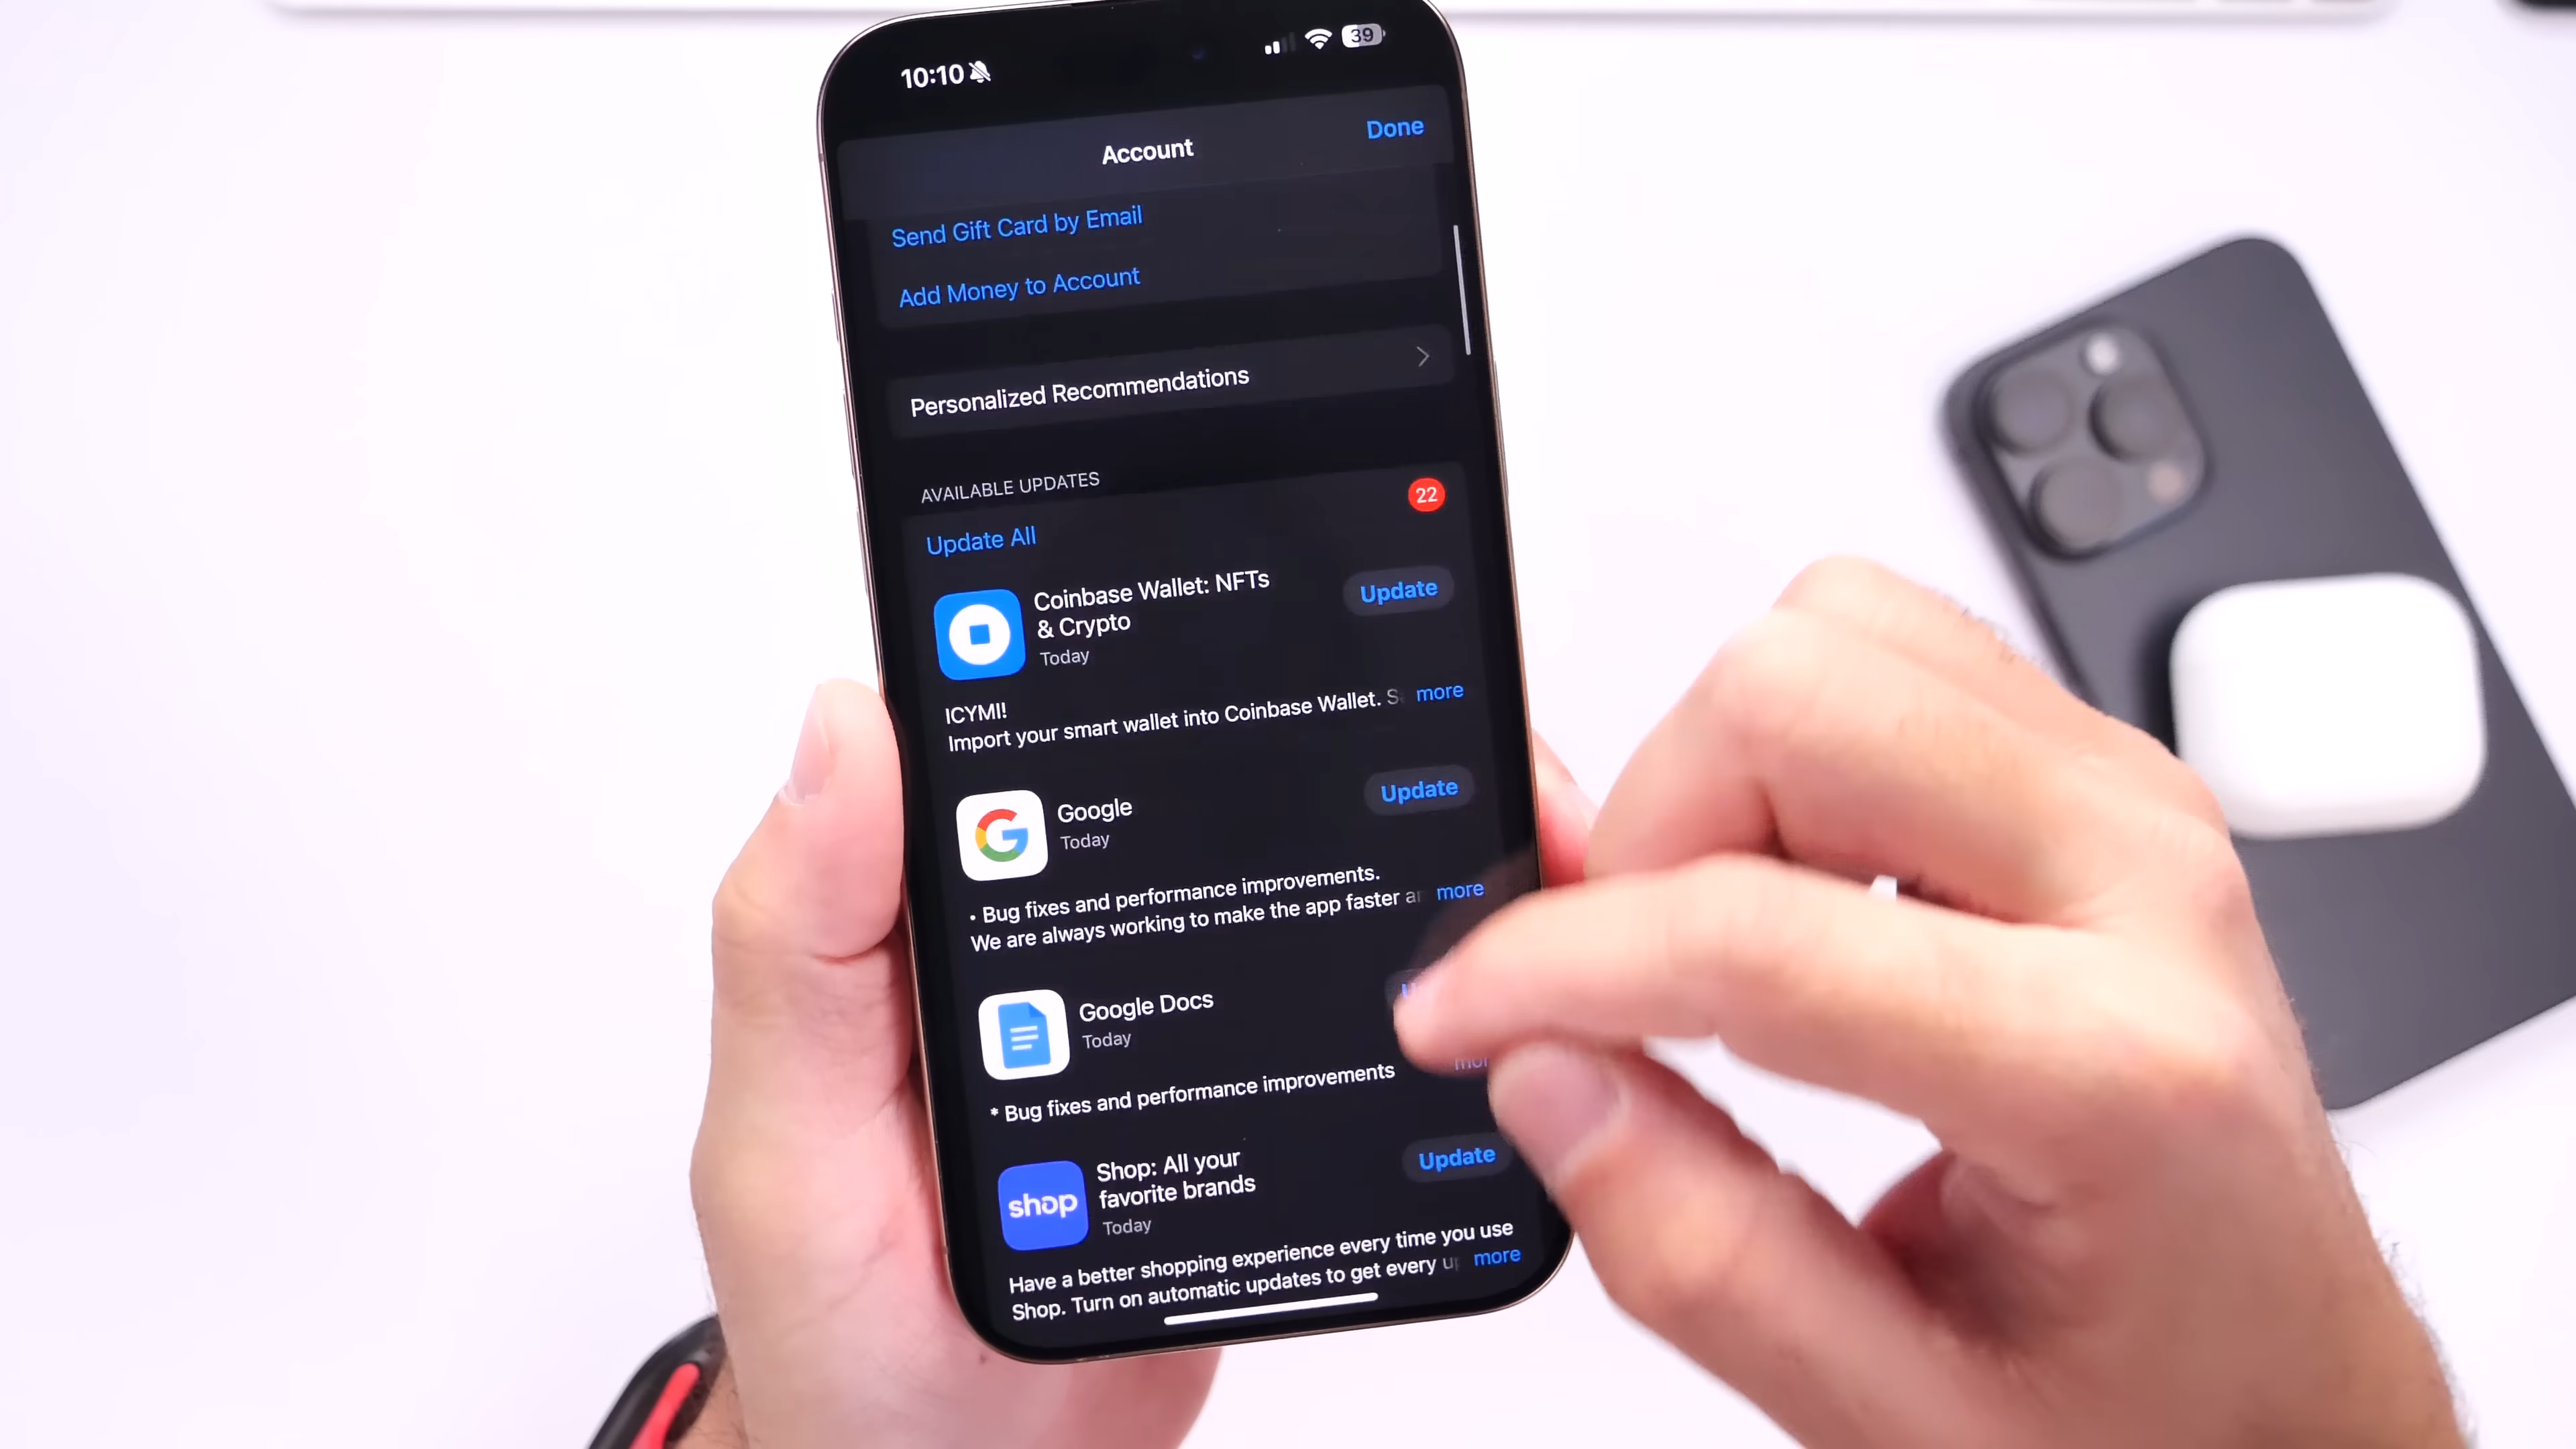 10:10
39
Account
Done
Send Gift Card by Email
Add Money to Account
Personalized Recommendations
AVAILABLE UPDATES
22
Update All
Coinbase Wallet: NFTs
& Crypto
Today
Update
ICYMI!
Import your smart wallet into Coinbase Wallet.
more
Google
Today
Update
• Bug fixes and performance improvements.
We are always working to make the app faster
more
Google Docs
Today
* Bug fixes and performance improvements
shop
Shop: All your
favorite brands
Today
Update
Have a better shopping experience every time you use
Shop. Turn on automatic updates to get every
more